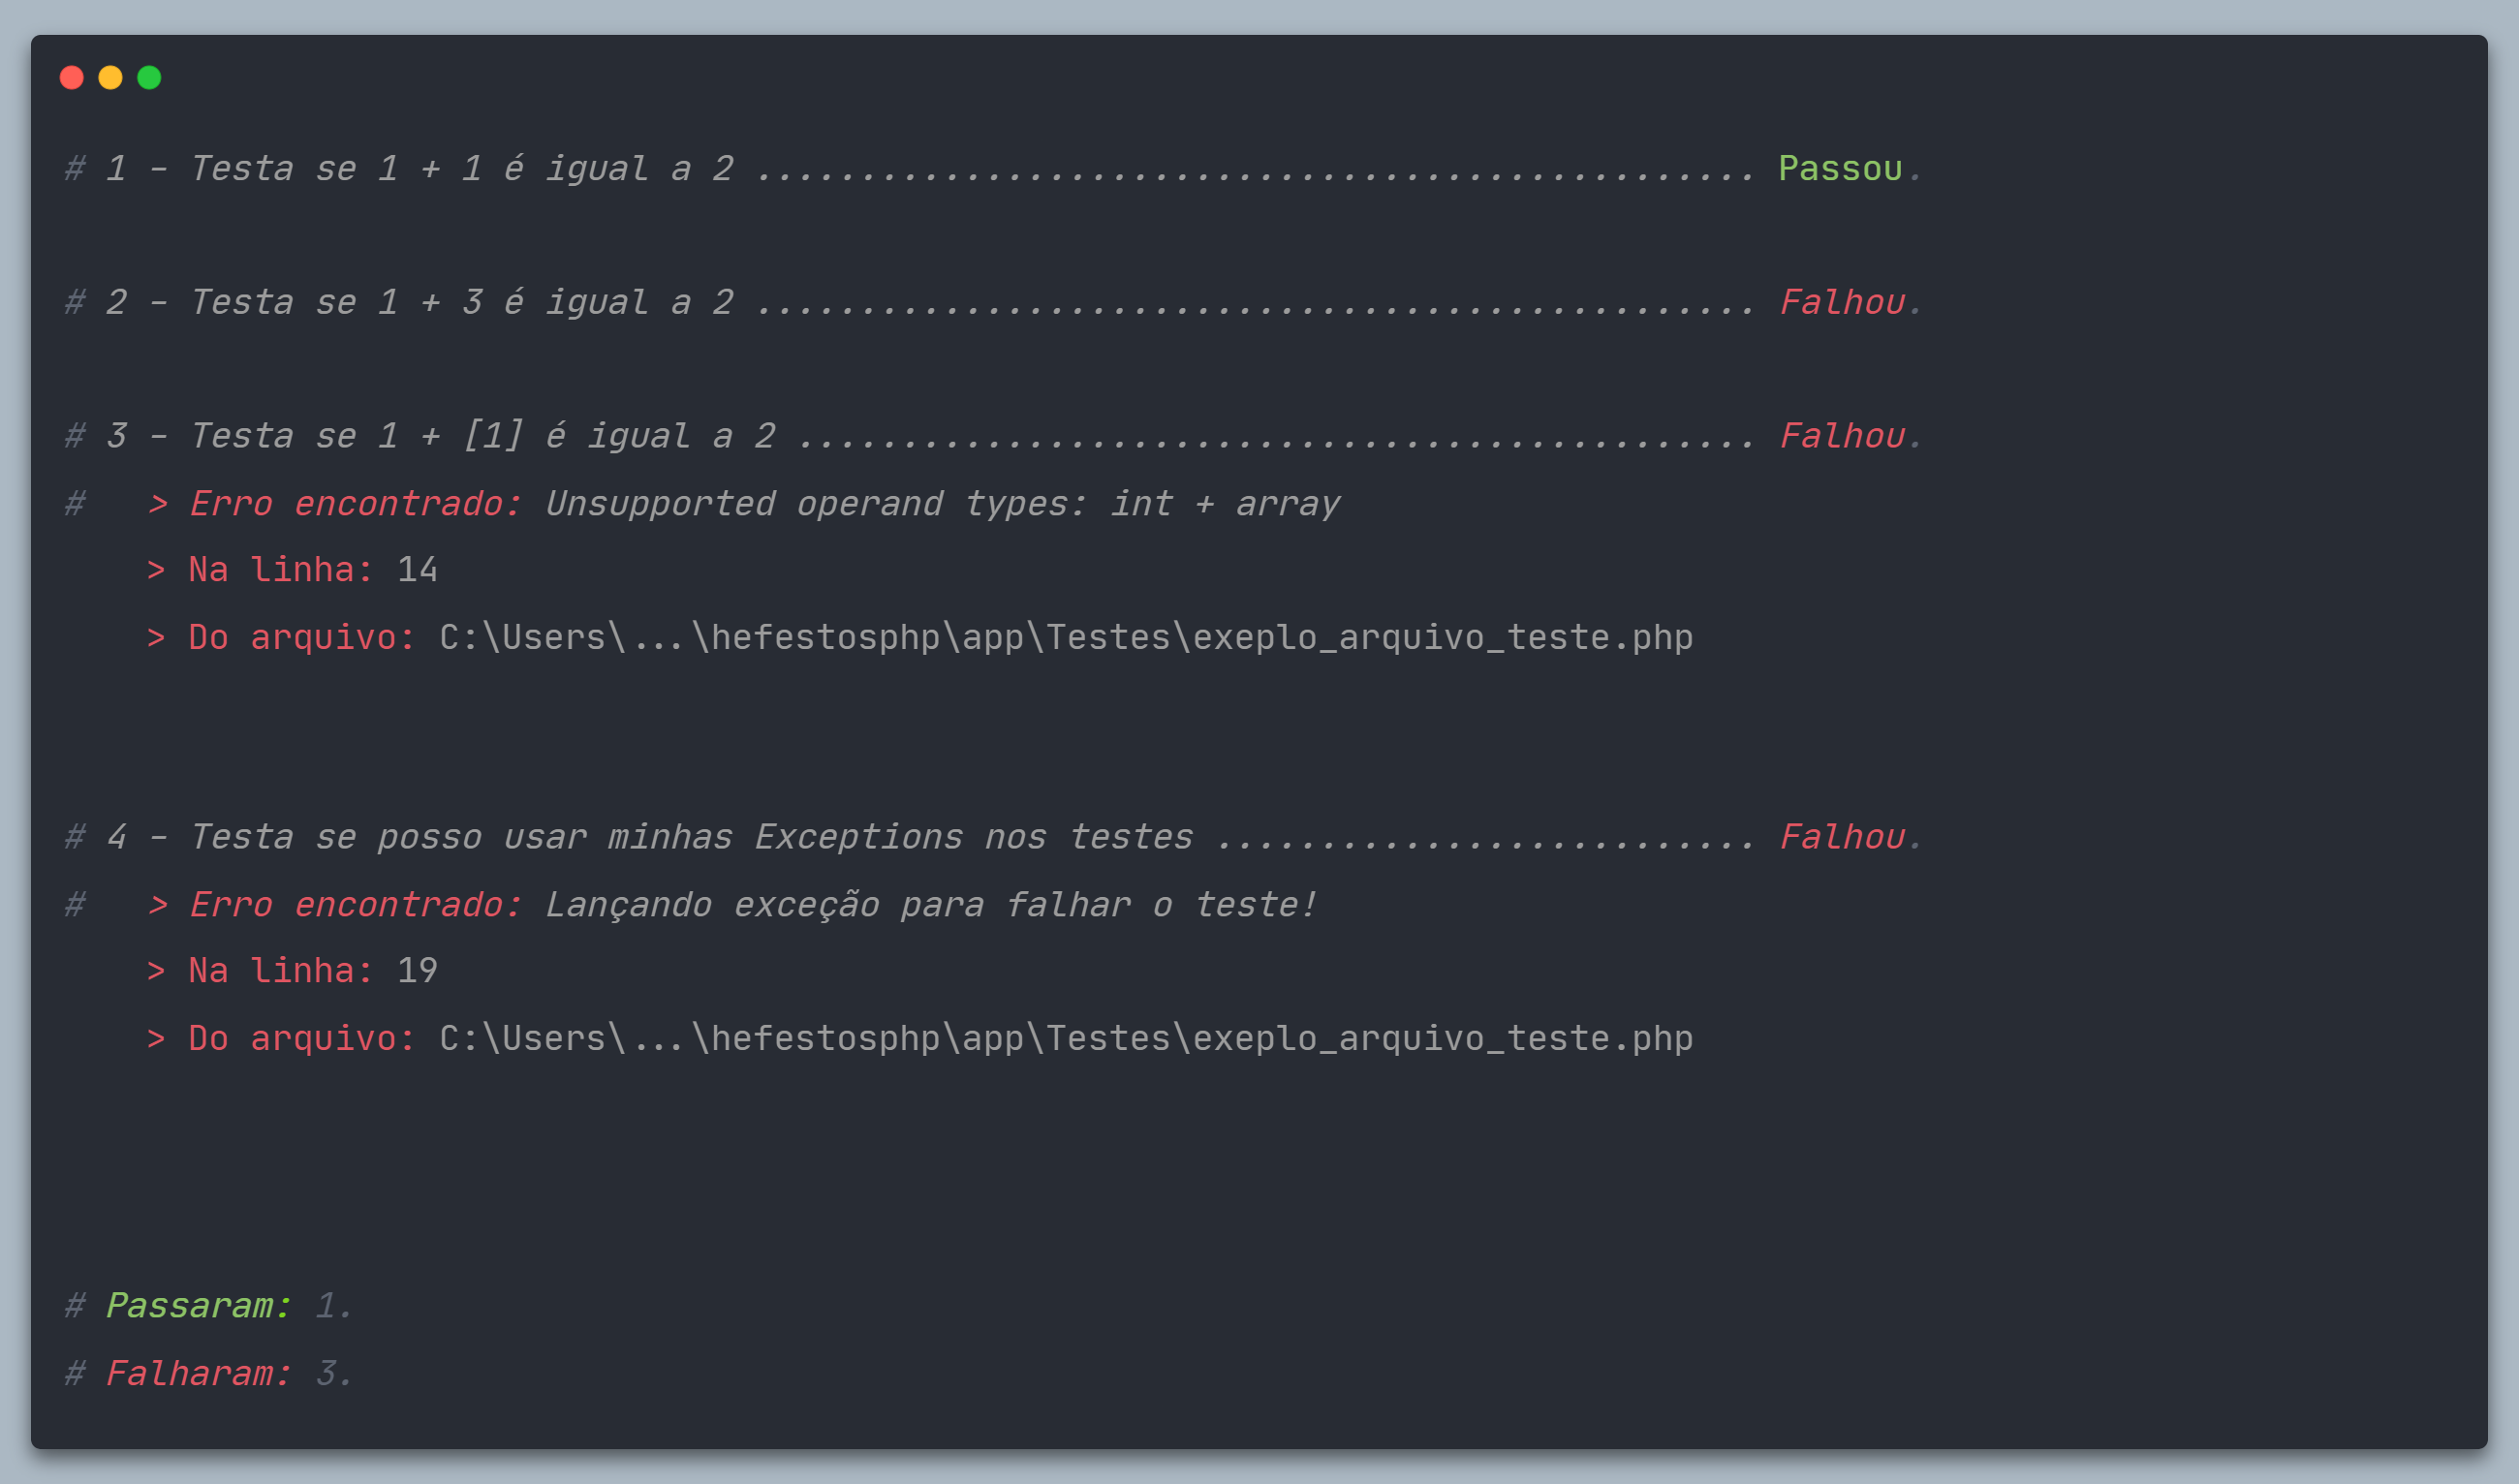 # 1 - Testa se 1 + 1 é igual a 2 ................................................ Passou.
# 2 - Testa se 1 + 3 é igual a 2 ................................................ Falhou.
# 3 - Testa se 1 + [1] é igual a 2 .............................................. Falhou.
#   > Erro encontrado: Unsupported operand types: int + array
    > Na linha: 14
    > Do arquivo: C:\Users\...\hefestosphp\app\Testes\exeplo_arquivo_teste.php
# 4 - Testa se posso usar minhas Exceptions nos testes .......................... Falhou.
#   > Erro encontrado: Lançando exceção para falhar o teste!
    > Na linha: 19
    > Do arquivo: C:\Users\...\hefestosphp\app\Testes\exeplo_arquivo_teste.php
# Passaram: 1.
# Falharam: 3.